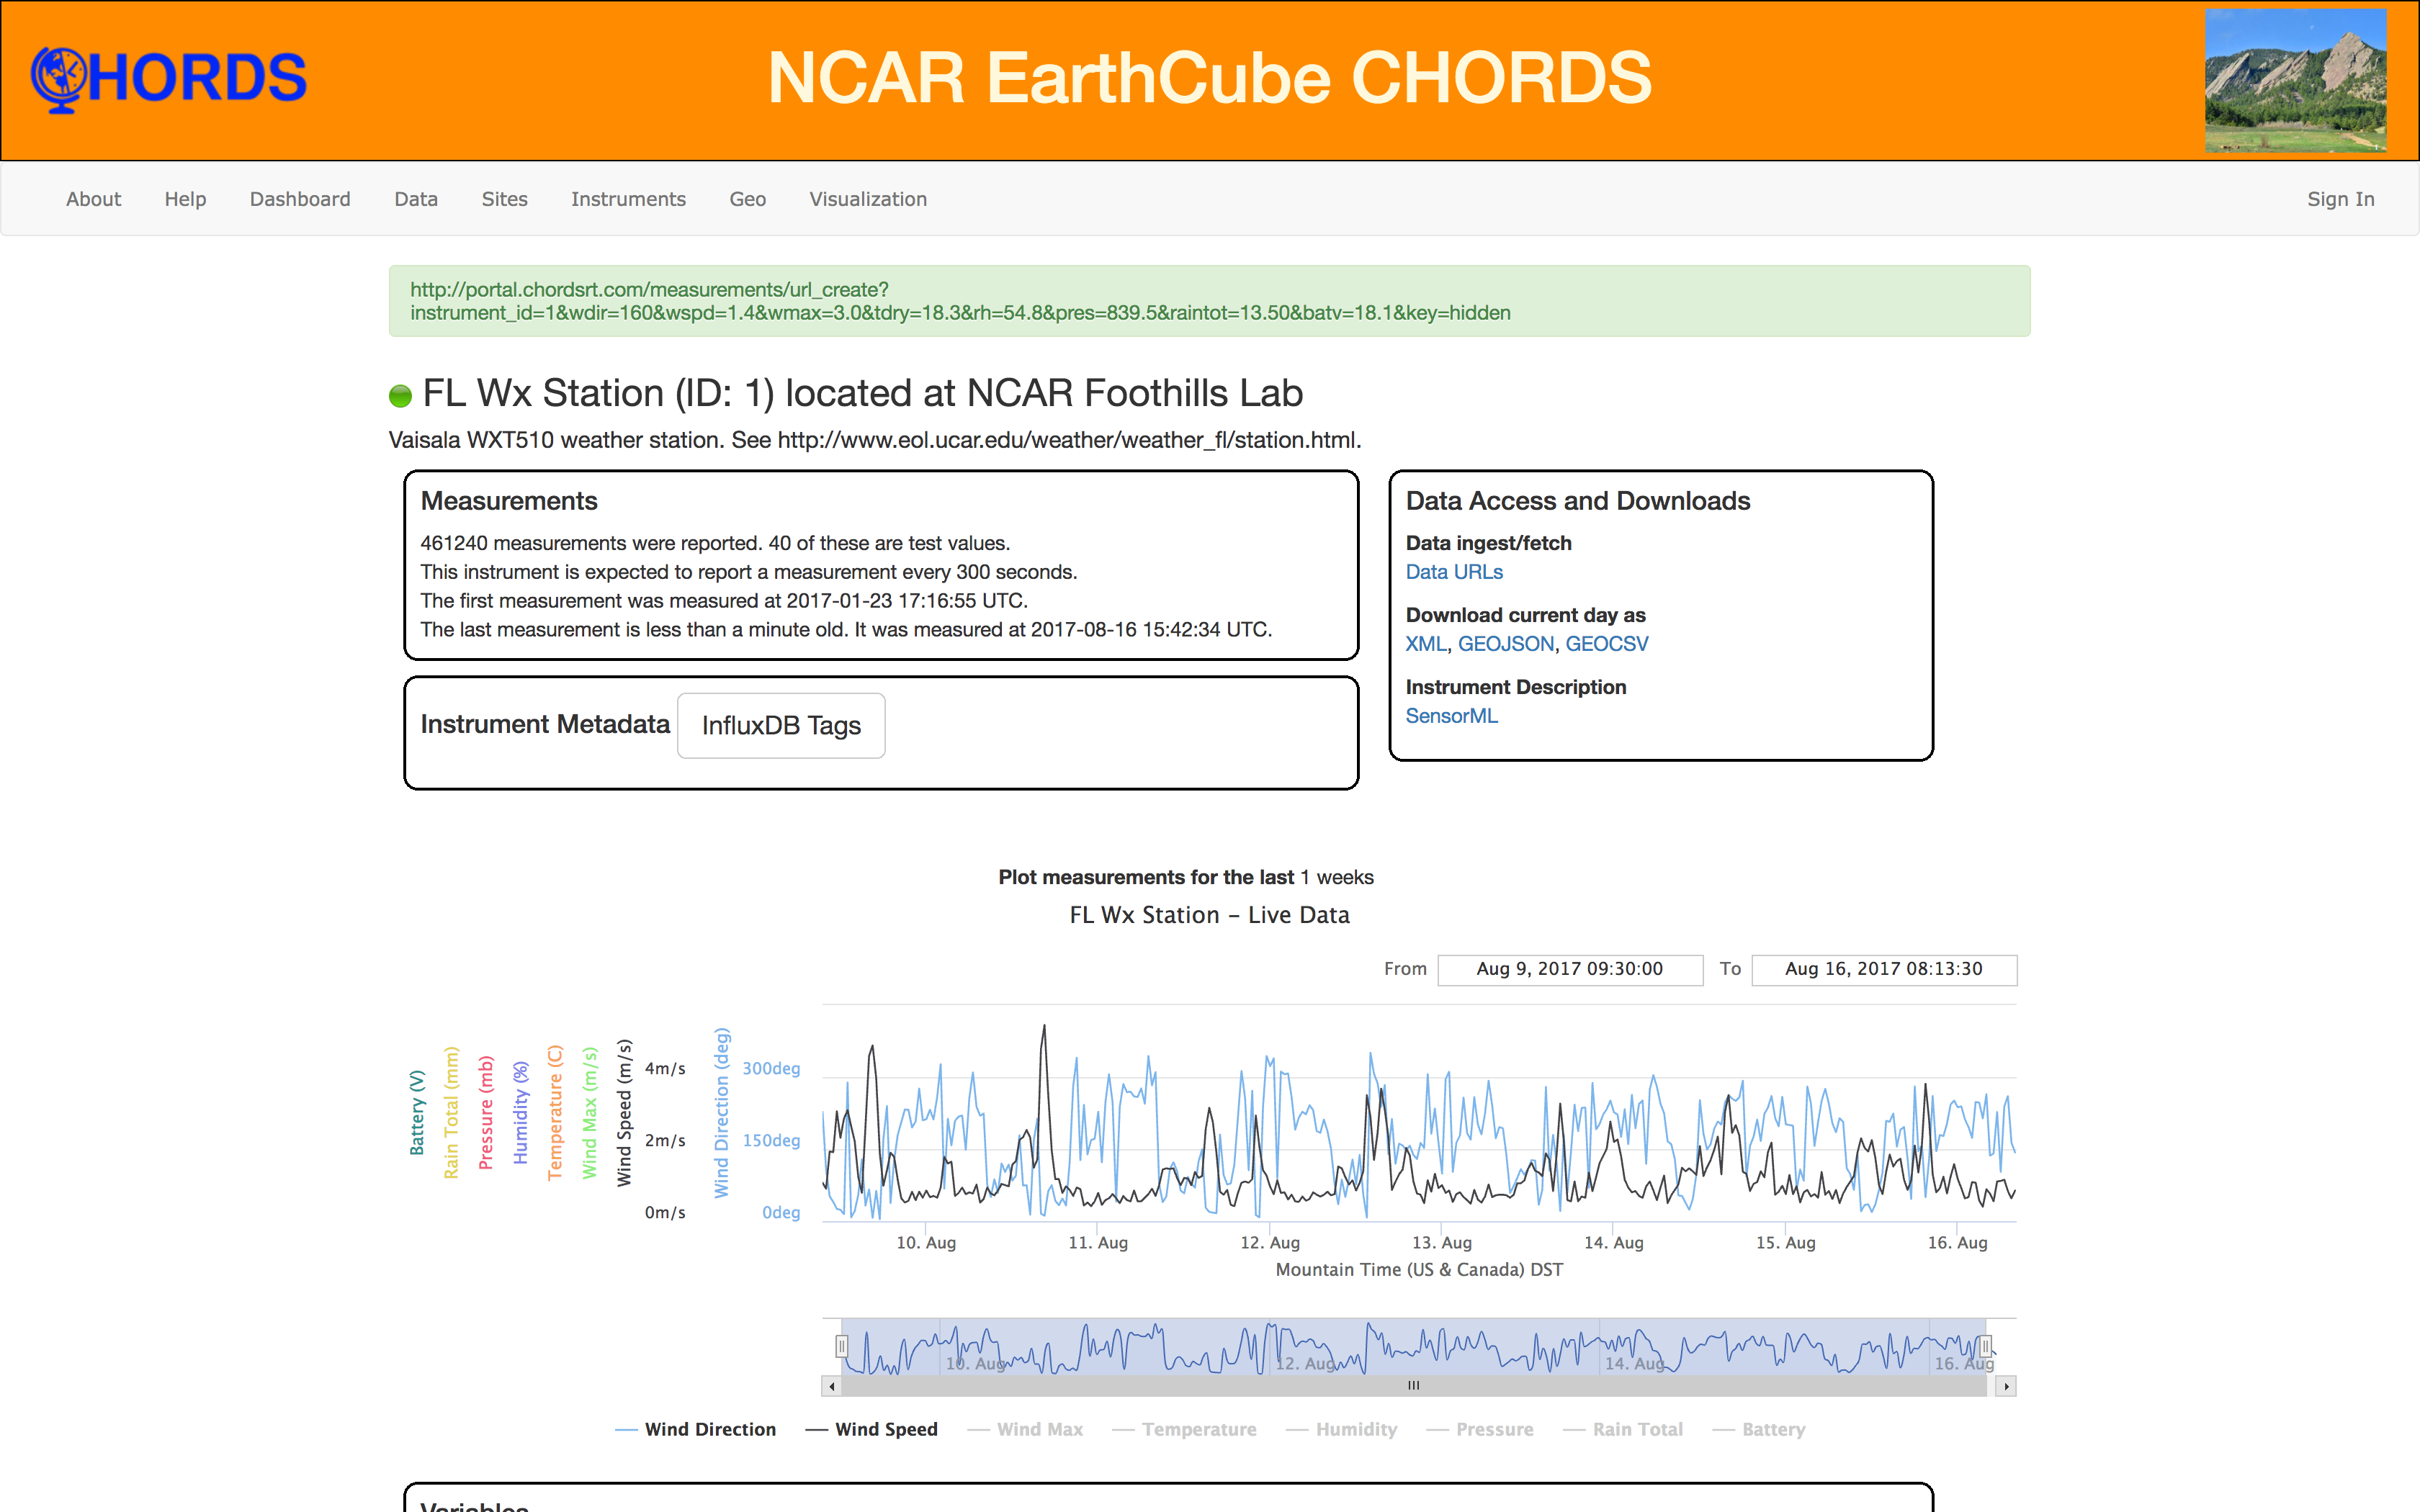 CHORDS
NCAR EarthCube CHORDS
About Help Dashboard Data Sites Instruments Geo Visualization Sign In
http://portal.chordsrt.com/measurements/url_create?
instrument_id=1&wdir=160&wspd=1.4&wmax=3.0&tdry=18.3&rh=54.8&pres=839.5&raintot=13.50&batv=18.1&key=hidden
FL Wx Station (ID: 1) located at NCAR Foothills Lab
Vaisala WXT510 weather station. See http://www.eol.ucar.edu/weather/weather_fl/station.html.
Measurements
461240 measurements were reported. 40 of these are test values.
This instrument is expected to report a measurement every 300 seconds.
The first measurement was measured at 2017-01-23 17:16:55 UTC.
The last measurement is less than a minute old. It was measured at 2017-08-16 15:42:34 UTC.
Instrument Metadata InfluxDB Tags
Data Access and Downloads
Data ingest/fetch
Data URLs
Download current day as
XML, GEOJSON, GEOCSV
Instrument Description
SensorML
Plot measurements for the last 1 weeks
FL Wx Station – Live Data
From Aug 9, 2017 09:30:00 To Aug 16, 2017 08:13:30
Battery (V)
Rain Total (mm)
Pressure (mb)
Humidity (%)
Temperature (C)
Wind Max (m/s)
Wind Speed (m/s)
4m/s
2m/s
0m/s
Wind Direction (deg)
300deg
150deg
0deg
10. Aug 11. Aug 12. Aug 13. Aug 14. Aug 15. Aug 16. Aug
Mountain Time (US & Canada) DST
10. Aug 12. Aug 14. Aug 16. Aug
Wind Direction Wind Speed Wind Max Temperature Humidity Pressure Rain Total Battery
Variables